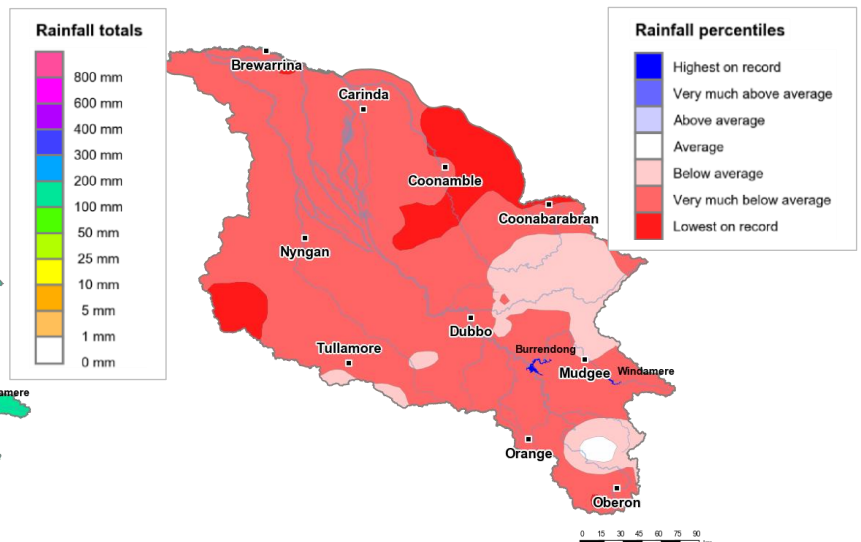 Rainfall totals
800 mm
600 mm
400 mm
300 mm
200 mm
100 mm
50 mm
25 mm
10 mm
5 mm
1 mm
0 mm
Rainfall percentiles
Highest on record
Very much above average
Above average
Average
Below average
Very much below average
Lowest on record
Brewarrina
Carinda
Coonamble
Coonabarabran
Nyngan
Dubbo
Tullamore
Burrendong
Mudgee
Windamere
amere
Orange
Oberon
0 15 30 45 60 75 90